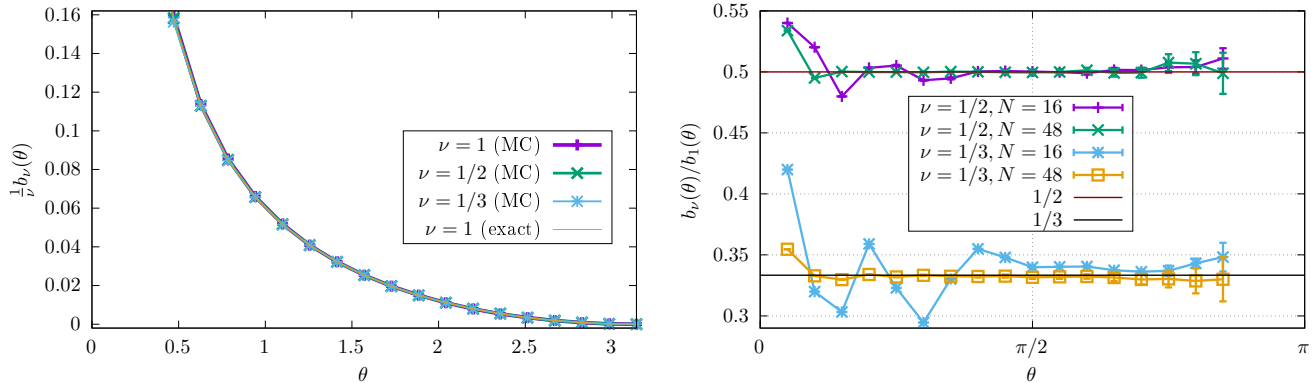 0.16
0.14
0.12
0.1
0.08
0.06
0.04
0.02
0
1/ν b_ν(θ)
ν = 1 (MC)
ν = 1/2 (MC)
ν = 1/3 (MC)
ν = 1 (exact)
0 0.5 1 1.5 2 2.5 3
θ
0.55
0.5
0.45
0.4
0.35
0.3
b_ν(θ)/b_1(θ)
ν = 1/2, N = 16
ν = 1/2, N = 48
ν = 1/3, N = 16
ν = 1/3, N = 48
1/2
1/3
0 π/2 π
θ